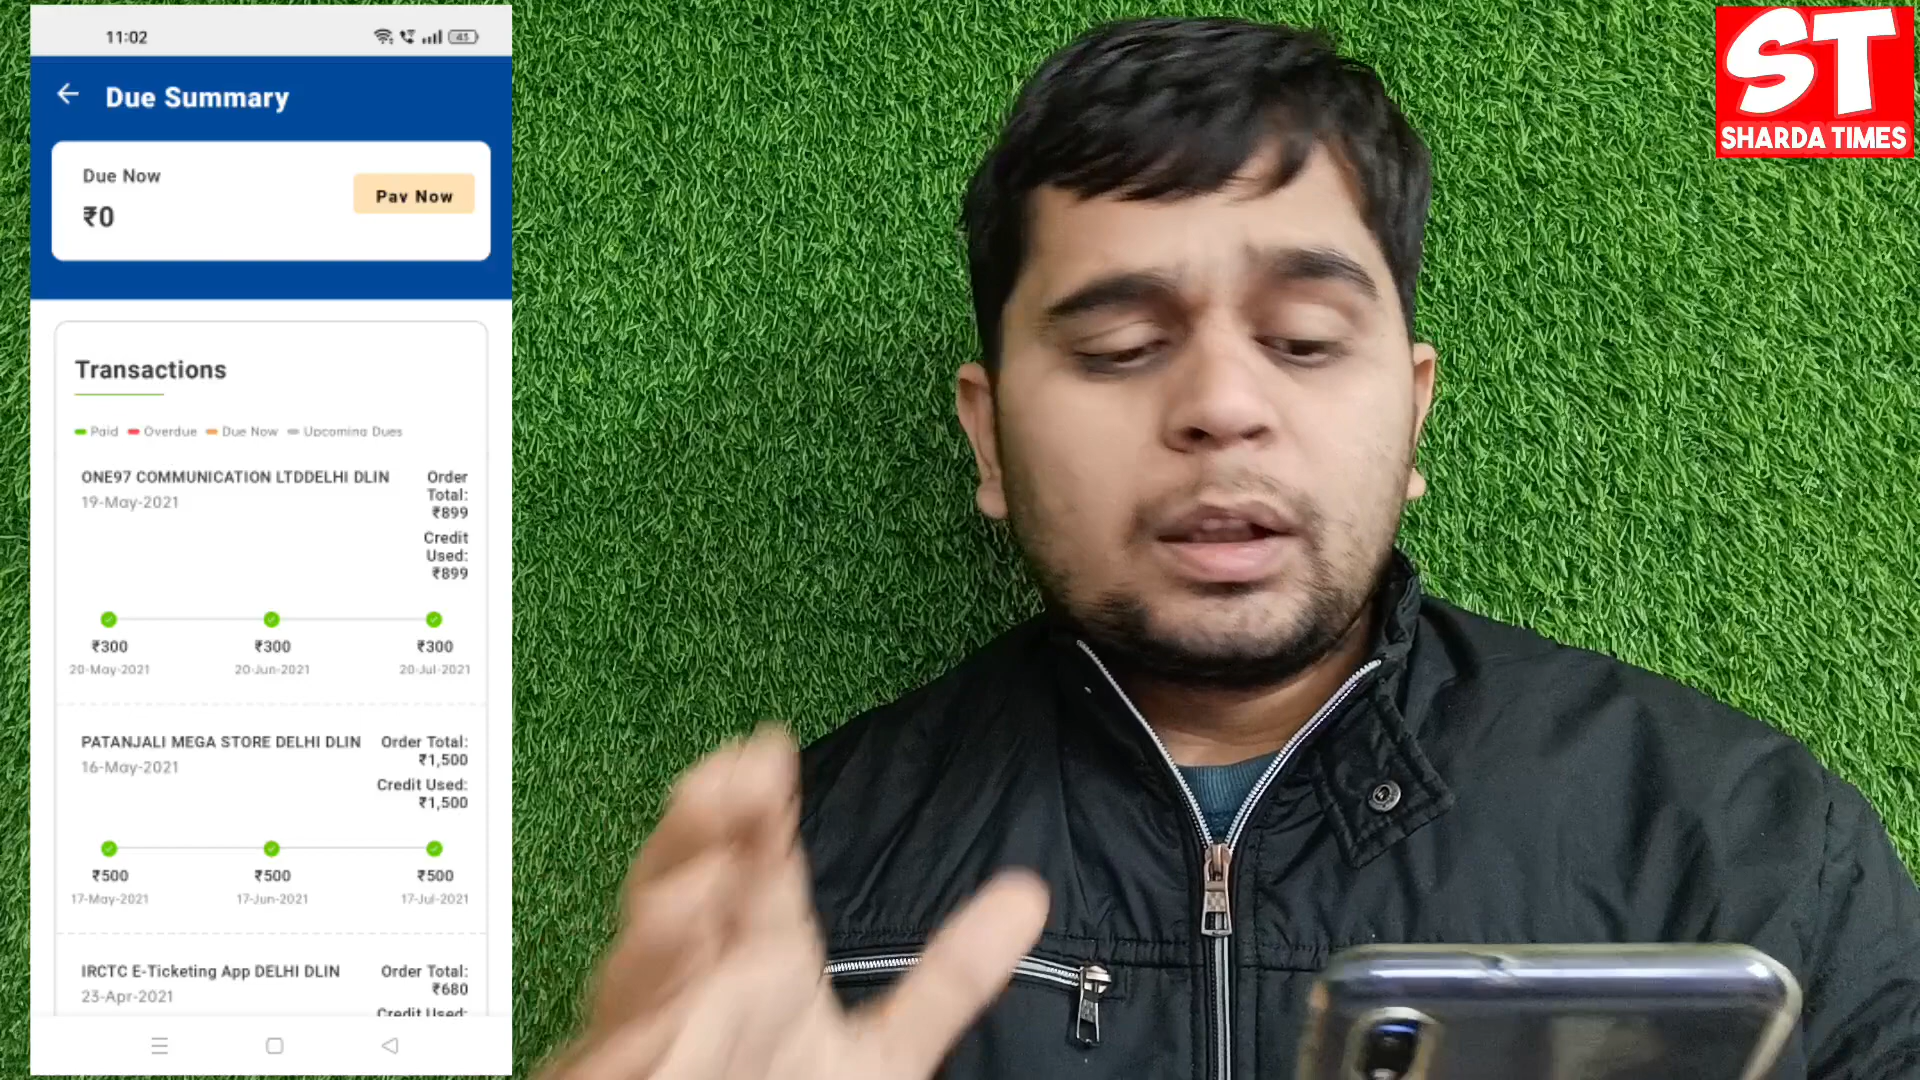 11:02
45
Due Summary
Due Now
₹0
Pay Now
Transactions
Paid Overdue Due Now Upcoming Dues
ONE97 COMMUNICATION LTDDELHI DLIN
19-May-2021
Order
Total:
₹899
Credit
Used:
₹899
₹300 ₹300 ₹300
20-May-2021 20-Jun-2021 20-Jul-2021
PATANJALI MEGA STORE DELHI DLIN
16-May-2021
Order Total:
₹1,500
Credit Used:
₹1,500
₹500 ₹500 ₹500
17-May-2021 17-Jun-2021 17-Jul-2021
IRCTC E-Ticketing App DELHI DLIN
23-Apr-2021
Order Total:
₹680
Credit Used:
ST
SHARDA TIMES